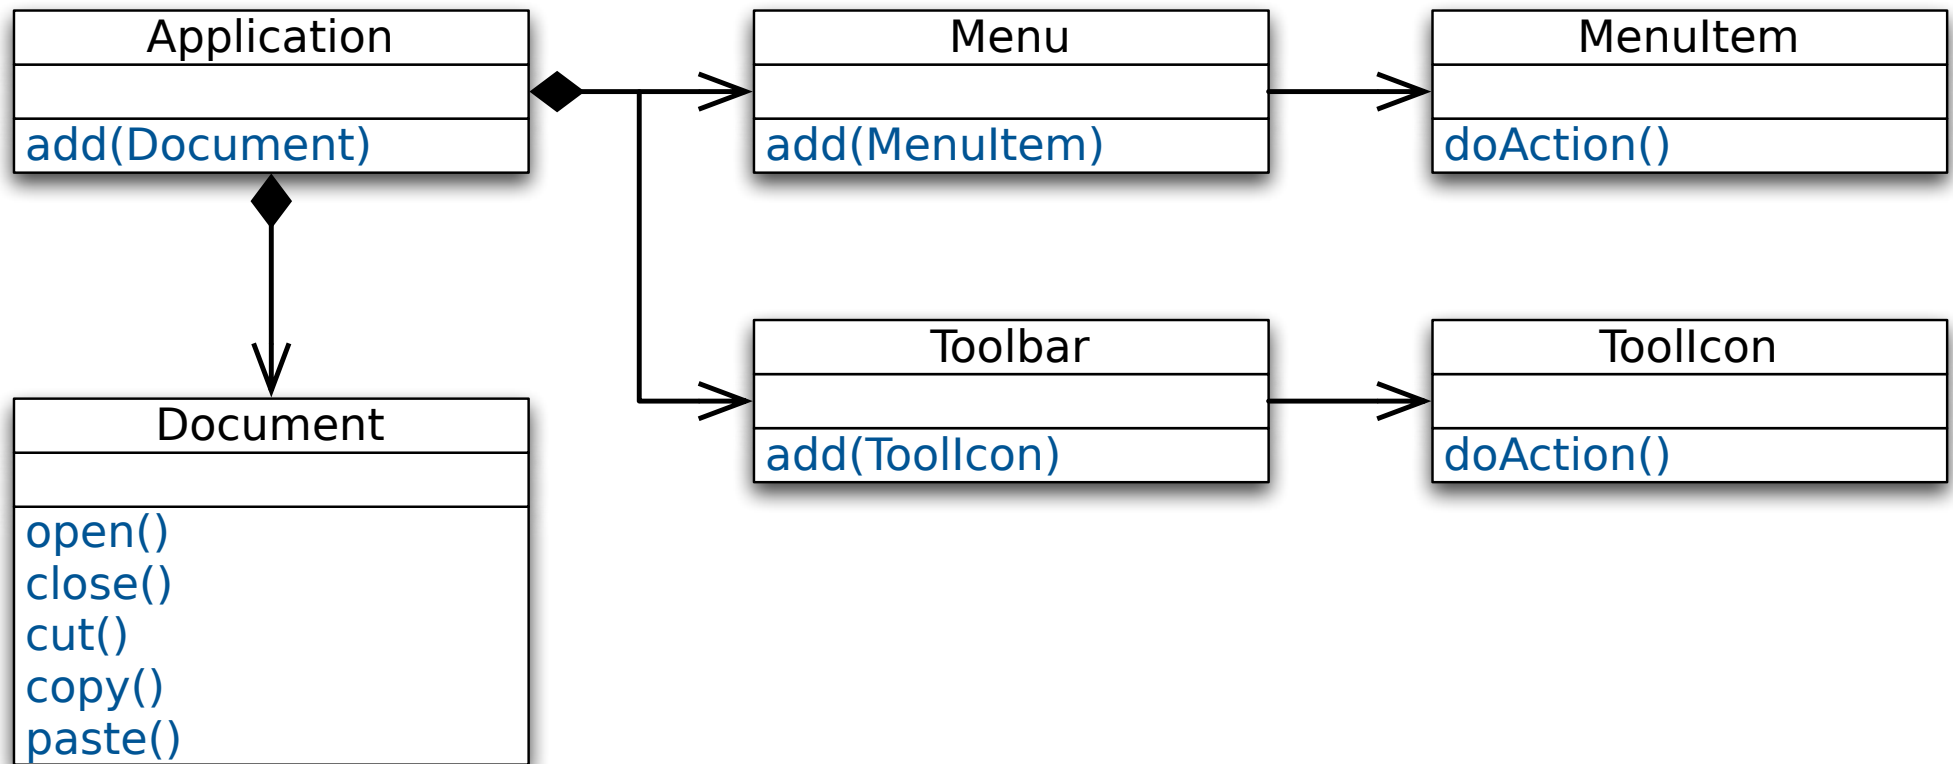 Application
add(Document)
Menu
add(MenuItem)
MenuItem
doAction()
Toolbar
add(ToolIcon)
ToolIcon
doAction()
Document
open()
close()
cut()
copy()
paste()